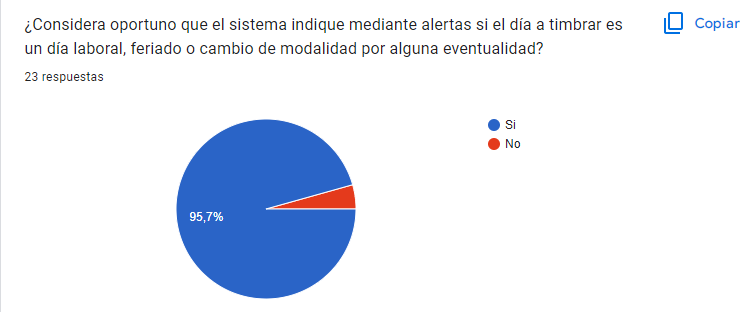 ¿Considera oportuno que el sistema indique mediante alertas si el día a timbrar es
un día laboral, feriado o cambio de modalidad por alguna eventualidad?
Copiar
23 respuestas
Si
No
95,7%